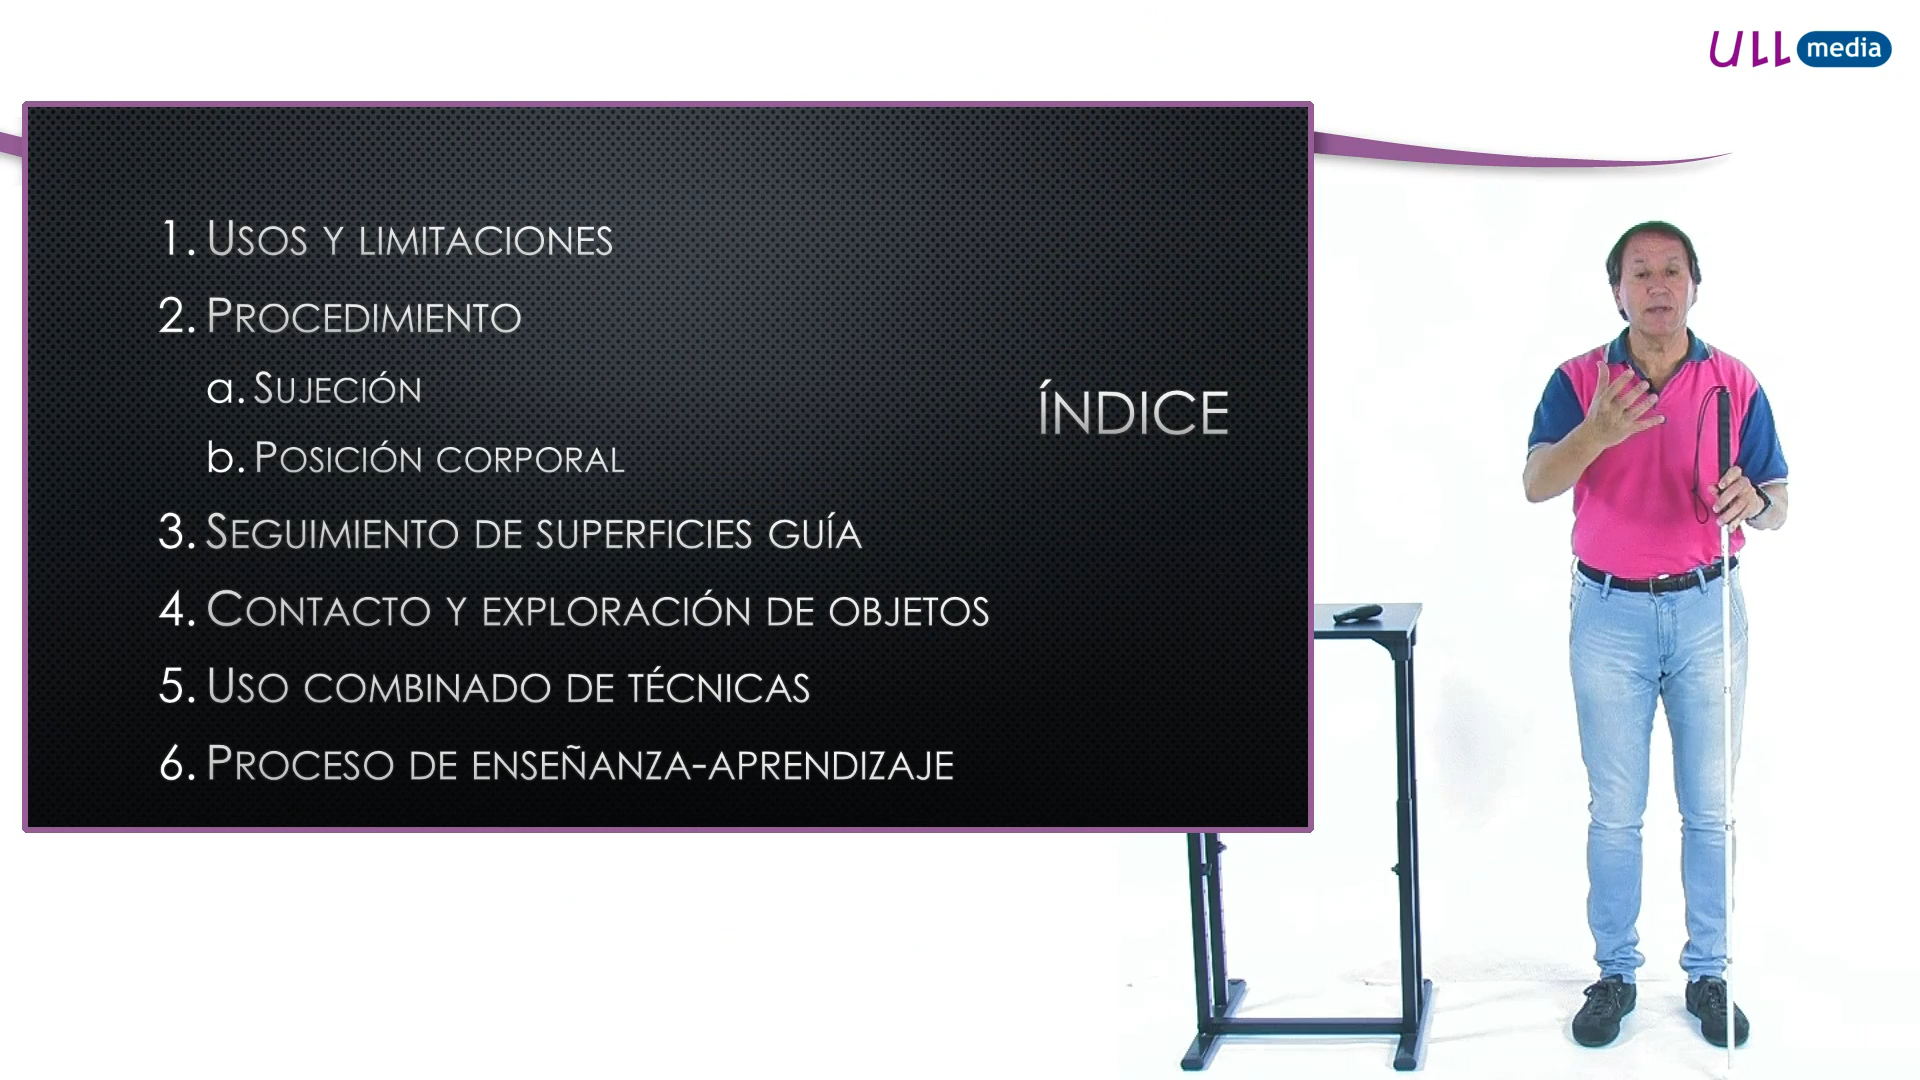 ULL media
1. Usos y limitaciones
2. Procedimiento
a. Sujeción
b. Posición corporal
3. Seguimiento de superficies guía
4. Contacto y exploración de objetos
5. Uso combinado de técnicas
6. Proceso de enseñanza-aprendizaje
Índice